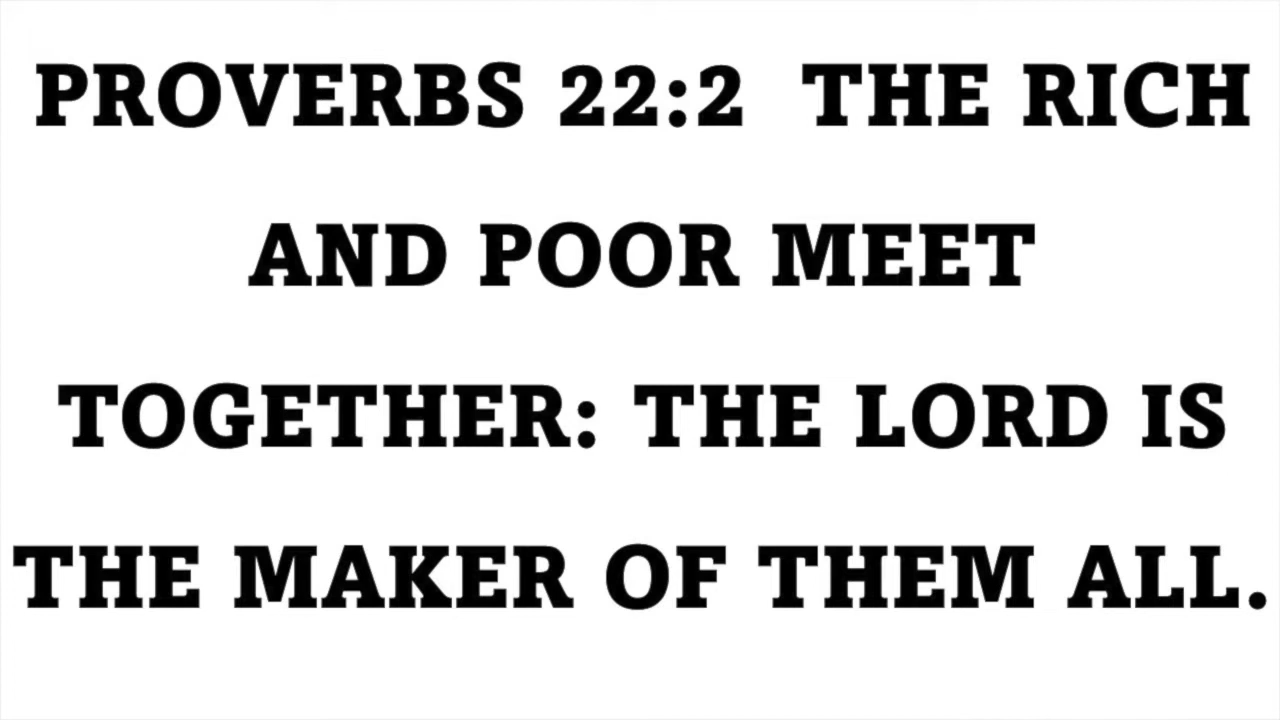 PROVERBS 22:2  THE RICH
AND POOR MEET
TOGETHER: THE LORD IS
THE MAKER OF THEM ALL.